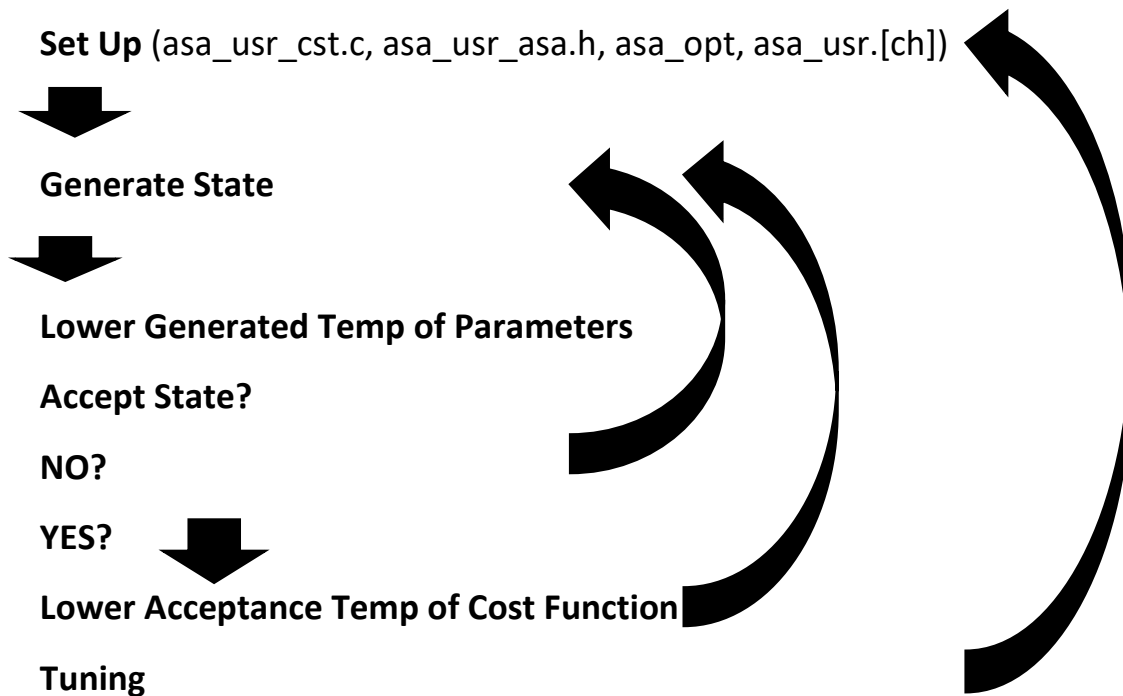 Set Up (asa_usr_cst.c, asa_usr_asa.h, asa_opt, asa_usr.[ch])
Generate State
Lower Generated Temp of Parameters
Accept State?
NO?
YES?
Lower Acceptance Temp of Cost Function
Tuning